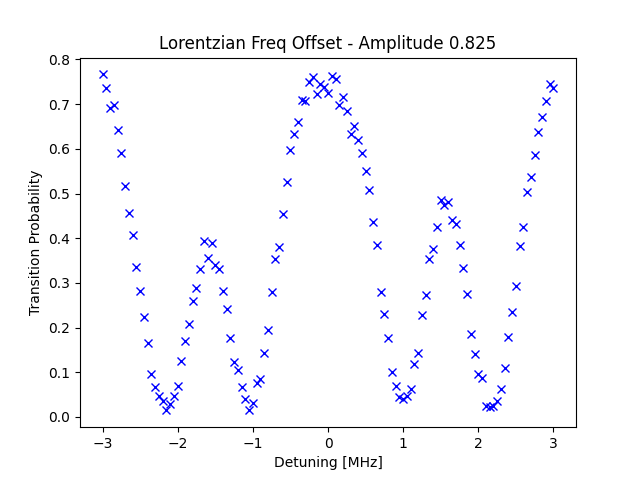 Lorentzian Freq Offset - Amplitude 0.825
Transition Probability
0.8
0.7
0.6
0.5
0.4
0.3
0.2
0.1
0.0
−3 −2 −1 0 1 2 3
Detuning [MHz]